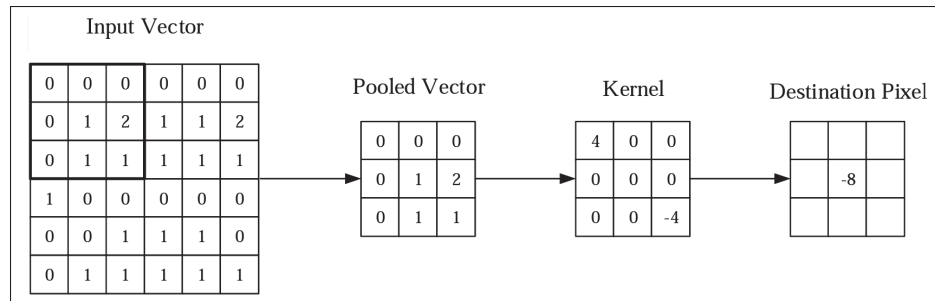 Input Vector
Pooled Vector
Kernel
Destination Pixel
0 0 0 0 0 0
0 1 2 1 1 2
0 1 1 1 1 1
1 0 0 0 0 0
0 0 1 1 1 0
0 1 1 1 1 1
0 0 0
0 1 2
0 1 1
4 0 0
0 0 0
0 0 -4
-8